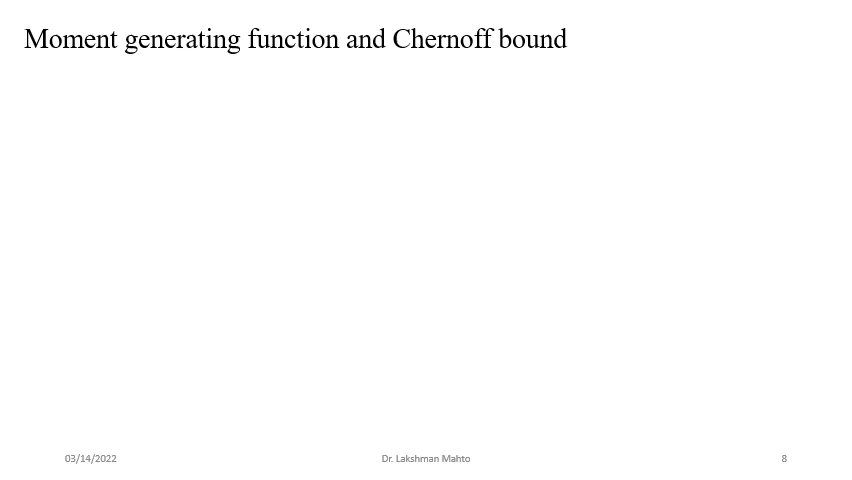 Moment generating function and Chernoff bound
03/14/2022
Dr. Lakshman Mahto
8